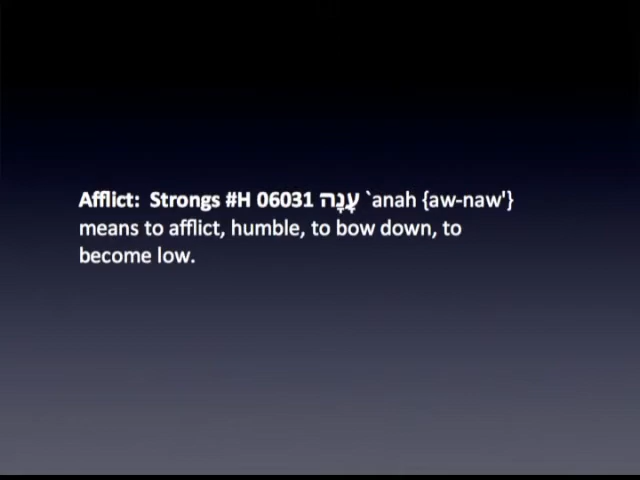 Afflict:  Strongs #H 06031 עָנָה `anah {aw-naw'}
means to afflict, humble, to bow down, to
become low.